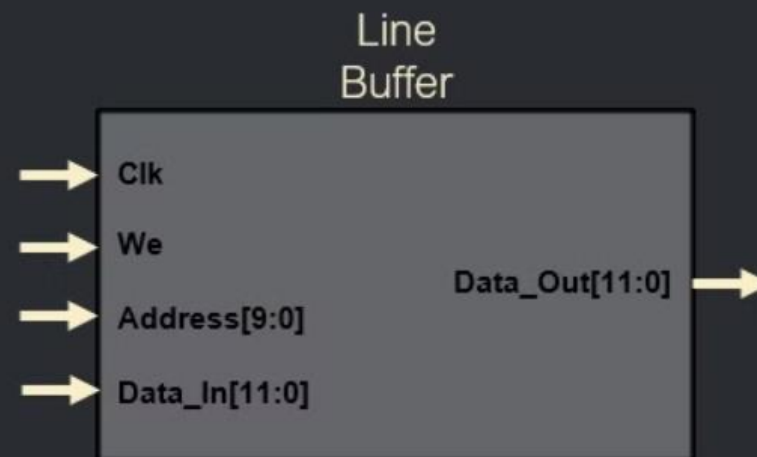 Line
Buffer
Clk
We
Address[9:0]
Data_In[11:0]
Data_Out[11:0]